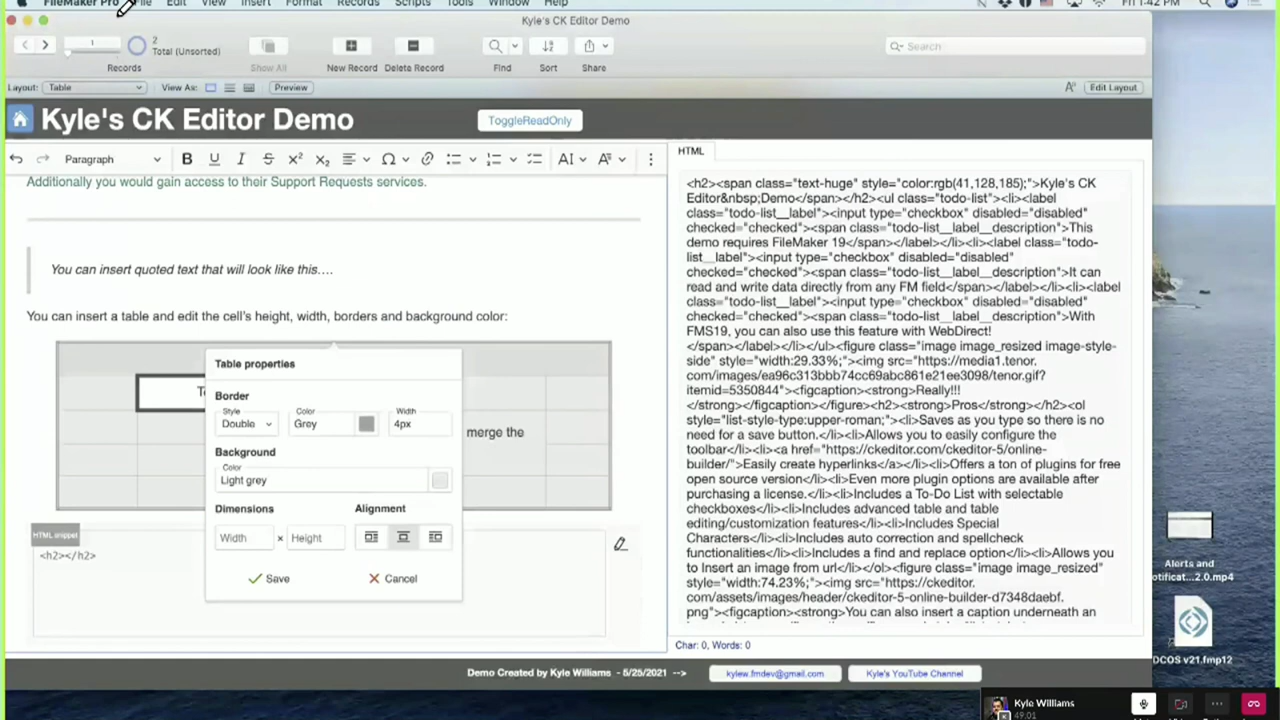 FileMaker Pro File Edit View Insert Format Records Scripts Tools Window Help Fri 1:42 PM
Kyle's CK Editor Demo
1
2
Total (Unsorted)
Search
Records Show All New Record Delete Record Find Sort Share
Layout: Table View As: Preview Edit Layout
Kyle's CK Editor Demo
ToggleReadOnly
Paragraph
Additionally you would gain access to their Support Requests services.
You can insert quoted text that will look like this….
You can insert a table and edit the cell's height, width, borders and background color:
merge the
Table properties
Border
Style Color Width
Double Grey 4px
Background
Color
Light grey
Dimensions Alignment
Width × Height
Save Cancel
HTML snippet
<h2></h2>
HTML
<h2><span class="text-huge" style="color:rgb(41,128,185);">Kyle's CK
Editor&nbsp;Demo</span></h2><ul class="todo-list"><li><label
class="todo-list__label"><input type="checkbox" disabled="disabled"
checked="checked"><span class="todo-list__label__description">This
demo requires FileMaker 19</span></label></li><li><label class="todo-
list__label"><input type="checkbox" disabled="disabled"
checked="checked"><span class="todo-list__label__description">It can
read and write data directly from any FM field</span></label></li><li><label
class="todo-list__label"><input type="checkbox" disabled="disabled"
checked="checked"><span class="todo-list__label__description">With
FMS19, you can also use this feature with WebDirect!
</span></label></li></ul><figure class="image image_resized image-style-
side" style="width:29.33%;"><img src="https://media1.tenor.
com/images/ea96c313bbb74cc69abc861e21ee3098/tenor.gif?
itemid=5350844"><figcaption><strong>Really!!!
</strong></figcaption></figure><h2><strong>Pros</strong></h2><ol
style="list-style-type:upper-roman;"><li>Saves as you type so there is no
need for a save button.</li><li>Allows you to easily configure the
toolbar</li><li><a href="https://ckeditor.com/ckeditor-5/online-
builder/">Easily create hyperlinks</a></li><li>Offers a ton of plugins for free
open source version</li><li>Even more plugin options are available after
purchasing a license.</li><li>Includes a To-Do List with selectable
checkboxes</li><li>Includes advanced table and table
editing/customization features</li><li>Includes Special
Characters</li><li>Includes auto correction and spellcheck
functionalities</li><li>Includes a find and replace option</li><li>Allows you
to Insert an image from url</li></ol><figure class="image image_resized"
style="width:74.23%;"><img src="https://ckeditor.
com/assets/images/header/ckeditor-5-online-builder-d7348daebf.
png"><figcaption><strong>You can also insert a caption underneath an
Char: 0, Words: 0
Demo Created by Kyle Williams - 5/25/2021 -->
kylew.fmdev@gmail.com
Kyle's YouTube Channel
Alerts and
otificat...2.0.mp4
DCOS v21.fmp12
Kyle Williams
49:01